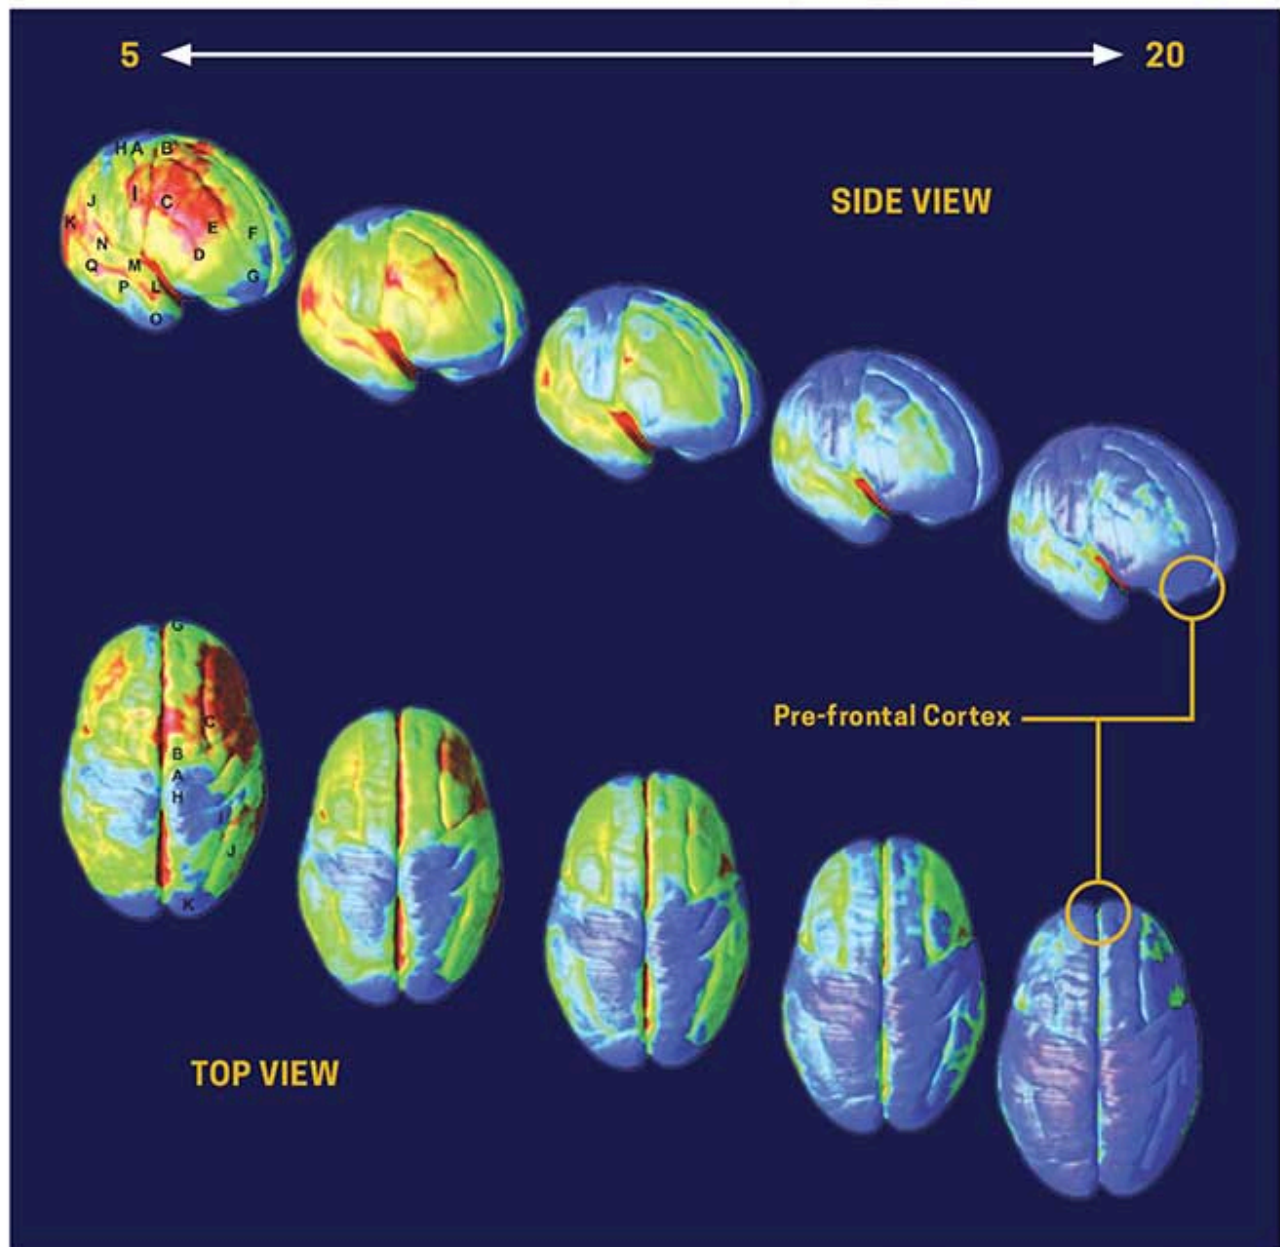 5 20
SIDE VIEW
H A B
I
J C
K E F
N D
Q M G
P L
O
Pre-frontal Cortex
G
C
B
A
H
I
J
K
TOP VIEW